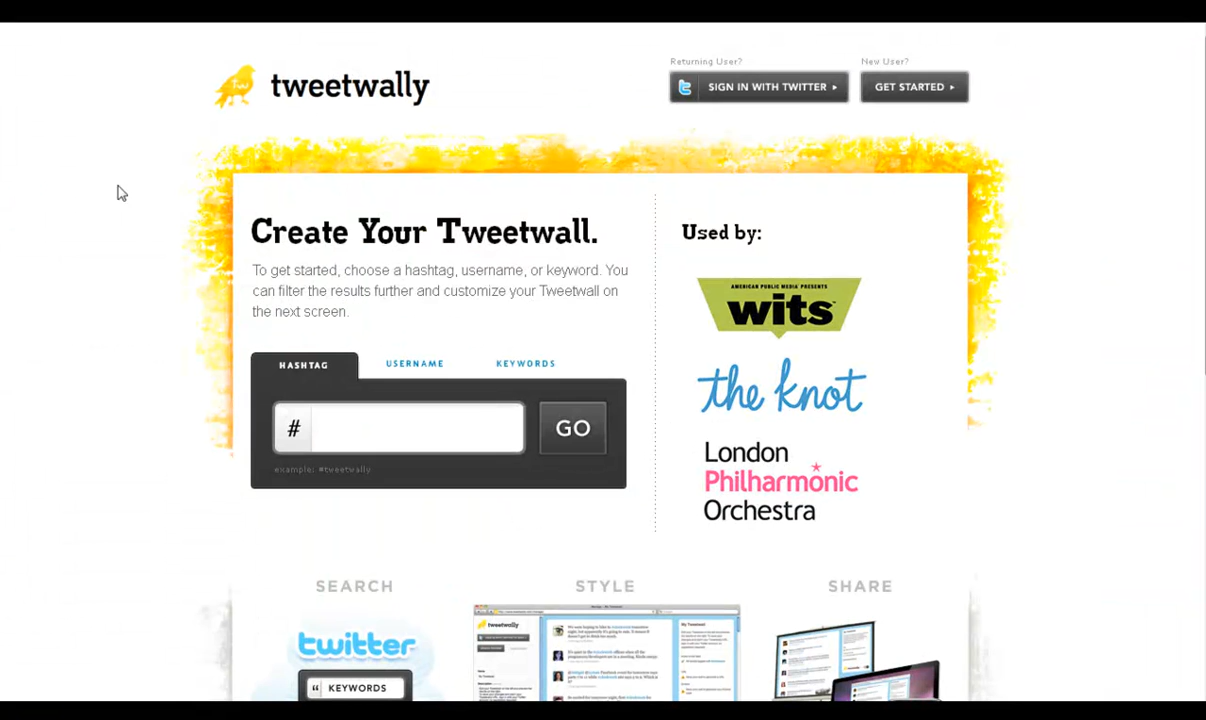 Returning User?
New User?
tweetwally
SIGN IN WITH TWITTER
GET STARTED
Create Your Tweetwall.
To get started, choose a hashtag, username, or keyword. You
can filter the results further and customize your Tweetwall on
the next screen.
HASHTAG
USERNAME
KEYWORDS
#
GO
example: #tweetwally
Used by:
AMERICAN PUBLIC MEDIA PRESENTS
wits
the knot
London
Philharmonic
Orchestra
SEARCH
STYLE
SHARE
twitter
KEYWORDS
tweetwally